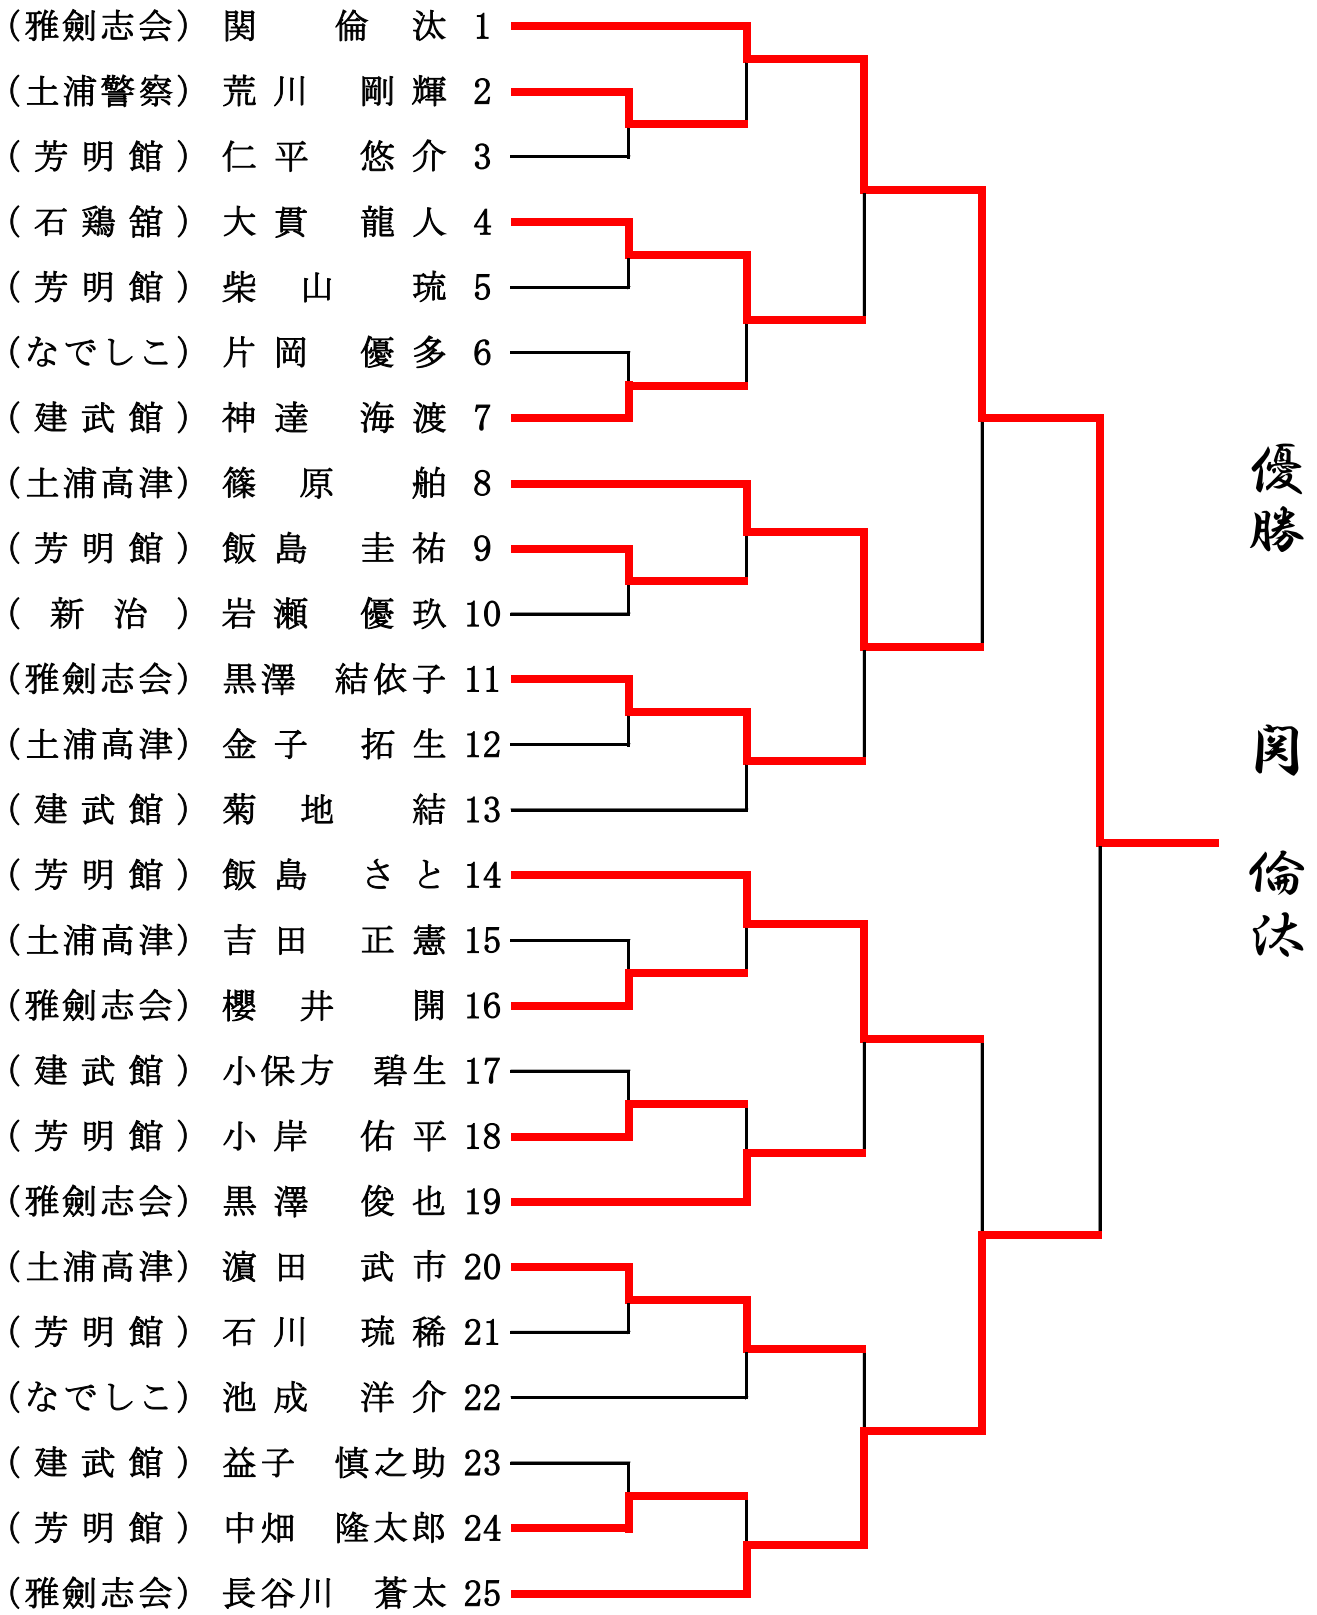 (雅劍志会) 関 倫汰 1
(土浦警察) 荒川 剛輝 2
(芳明館) 仁平 悠介 3
(石鶏舘) 大貫 龍人 4
(芳明館) 柴山 琉 5
(なでしこ) 片岡 優多 6
(建武館) 神達 海渡 7
(土浦高津) 篠原 舶 8
(芳明館) 飯島 圭祐 9
(新治) 岩瀬 優玖 10
(雅劍志会) 黒澤 結依子 11
(土浦高津) 金子 拓生 12
(建武館) 菊地 結 13
(芳明館) 飯島 さと 14
(土浦高津) 吉田 正憲 15
(雅劍志会) 櫻井 開 16
(建武館) 小保方 碧生 17
(芳明館) 小岸 佑平 18
(雅劍志会) 黒澤 俊也 19
(土浦高津) 濵田 武市 20
(芳明館) 石川 琉稀 21
(なでしこ) 池成 洋介 22
(建武館) 益子 慎之助 23
(芳明館) 中畑 隆太郎 24
(雅劍志会) 長谷川 蒼太 25
優勝 関 倫汰